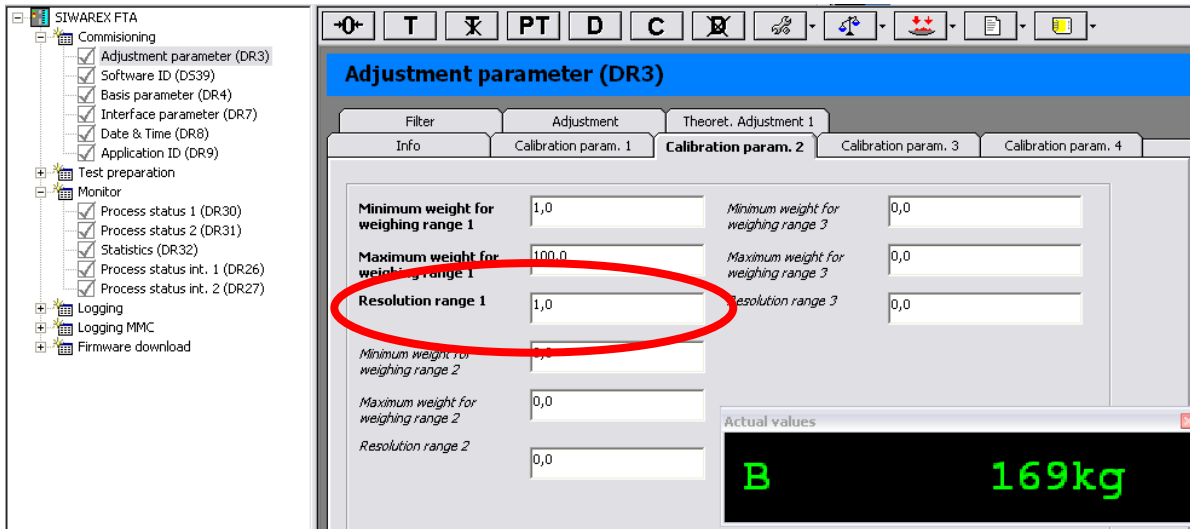 SIWAREX FTA
Commisioning
Adjustment parameter (DR3)
Software ID (DS39)
Basis parameter (DR4)
Interface parameter (DR7)
Date & Time (DR8)
Application ID (DR9)
Test preparation
Monitor
Process status 1 (DR30)
Process status 2 (DR31)
Statistics (DR32)
Process status int. 1 (DR26)
Process status int. 2 (DR27)
Logging
Logging MMC
Firmware download
→0← T T PT D C D
Adjustment parameter (DR3)
Filter Adjustment Theoret. Adjustment 1
Info Calibration param. 1 Calibration param. 2 Calibration param. 3 Calibration param. 4
Minimum weight for
weighing range 1
1,0
Maximum weight for
weighing range 1
100,0
Resolution range 1
1,0
Minimum weight for
weighing range 2
0,0
Maximum weight for
weighing range 2
0,0
Resolution range 2
0,0
Minimum weight for
weighing range 3
0,0
Maximum weight for
weighing range 3
0,0
Resolution range 3
0,0
Actual values
B 169kg